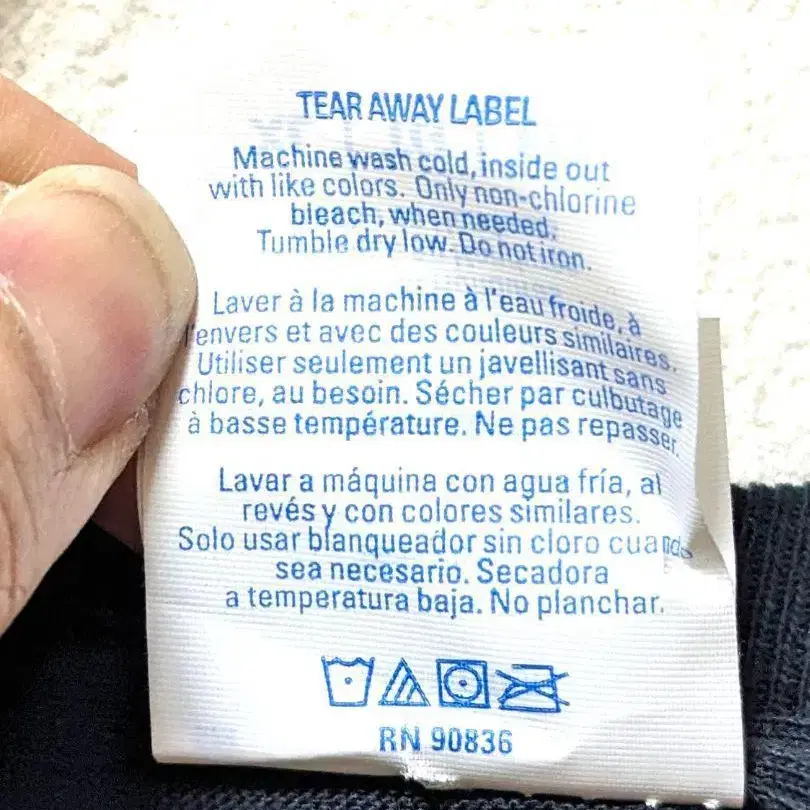 TEAR AWAY LABEL
Machine wash cold, inside out
with like colors. Only non-chlorine
bleach, when needed.
Tumble dry low. Do not iron.
Laver à la machine à l'eau froide, à
l'envers et avec des couleurs similaires.
Utiliser seulement un javellisant sans
chlore, au besoin. Sécher par culbutage
à basse température. Ne pas repasser.
Lavar a máquina con agua fría, al
revés y con colores similares.
Solo usar blanqueador sin cloro cuando
sea necesario. Secadora
a temperatura baja. No planchar.
RN 90836